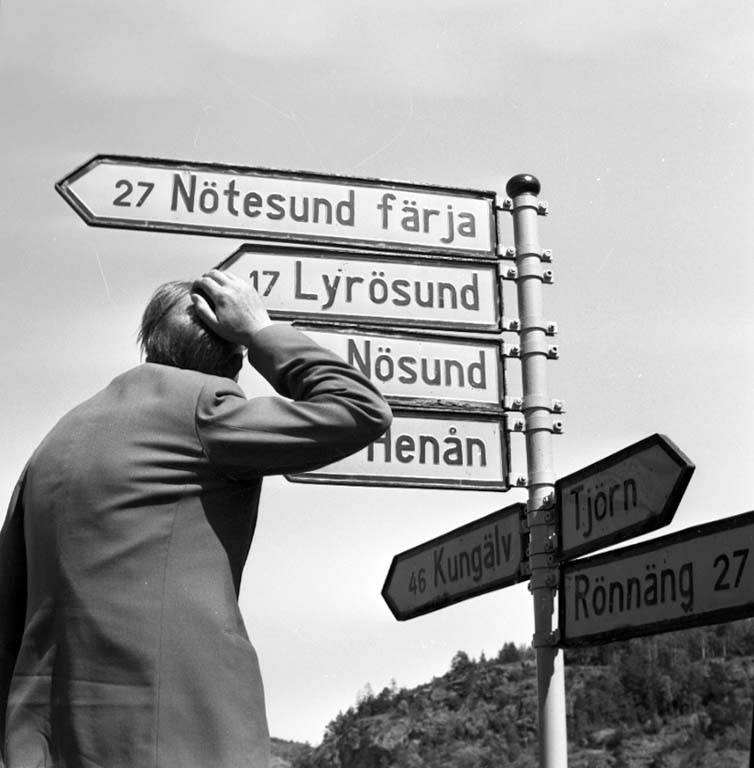 27 Nötesund färja
17 Lyrösund
Nösund
Henån
Tjörn
46 Kungälv
Rönnäng 27